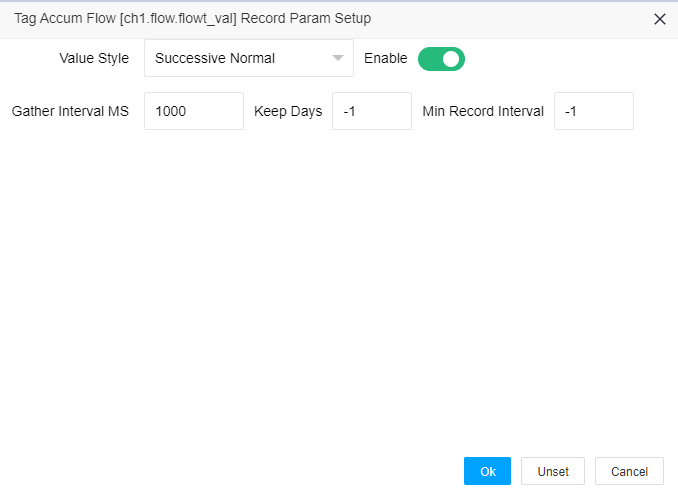 Tag Accum Flow [ch1.flow.flowt_val] Record Param Setup
Value Style Successive Normal Enable
Gather Interval MS 1000 Keep Days -1 Min Record Interval -1
Ok Unset Cancel